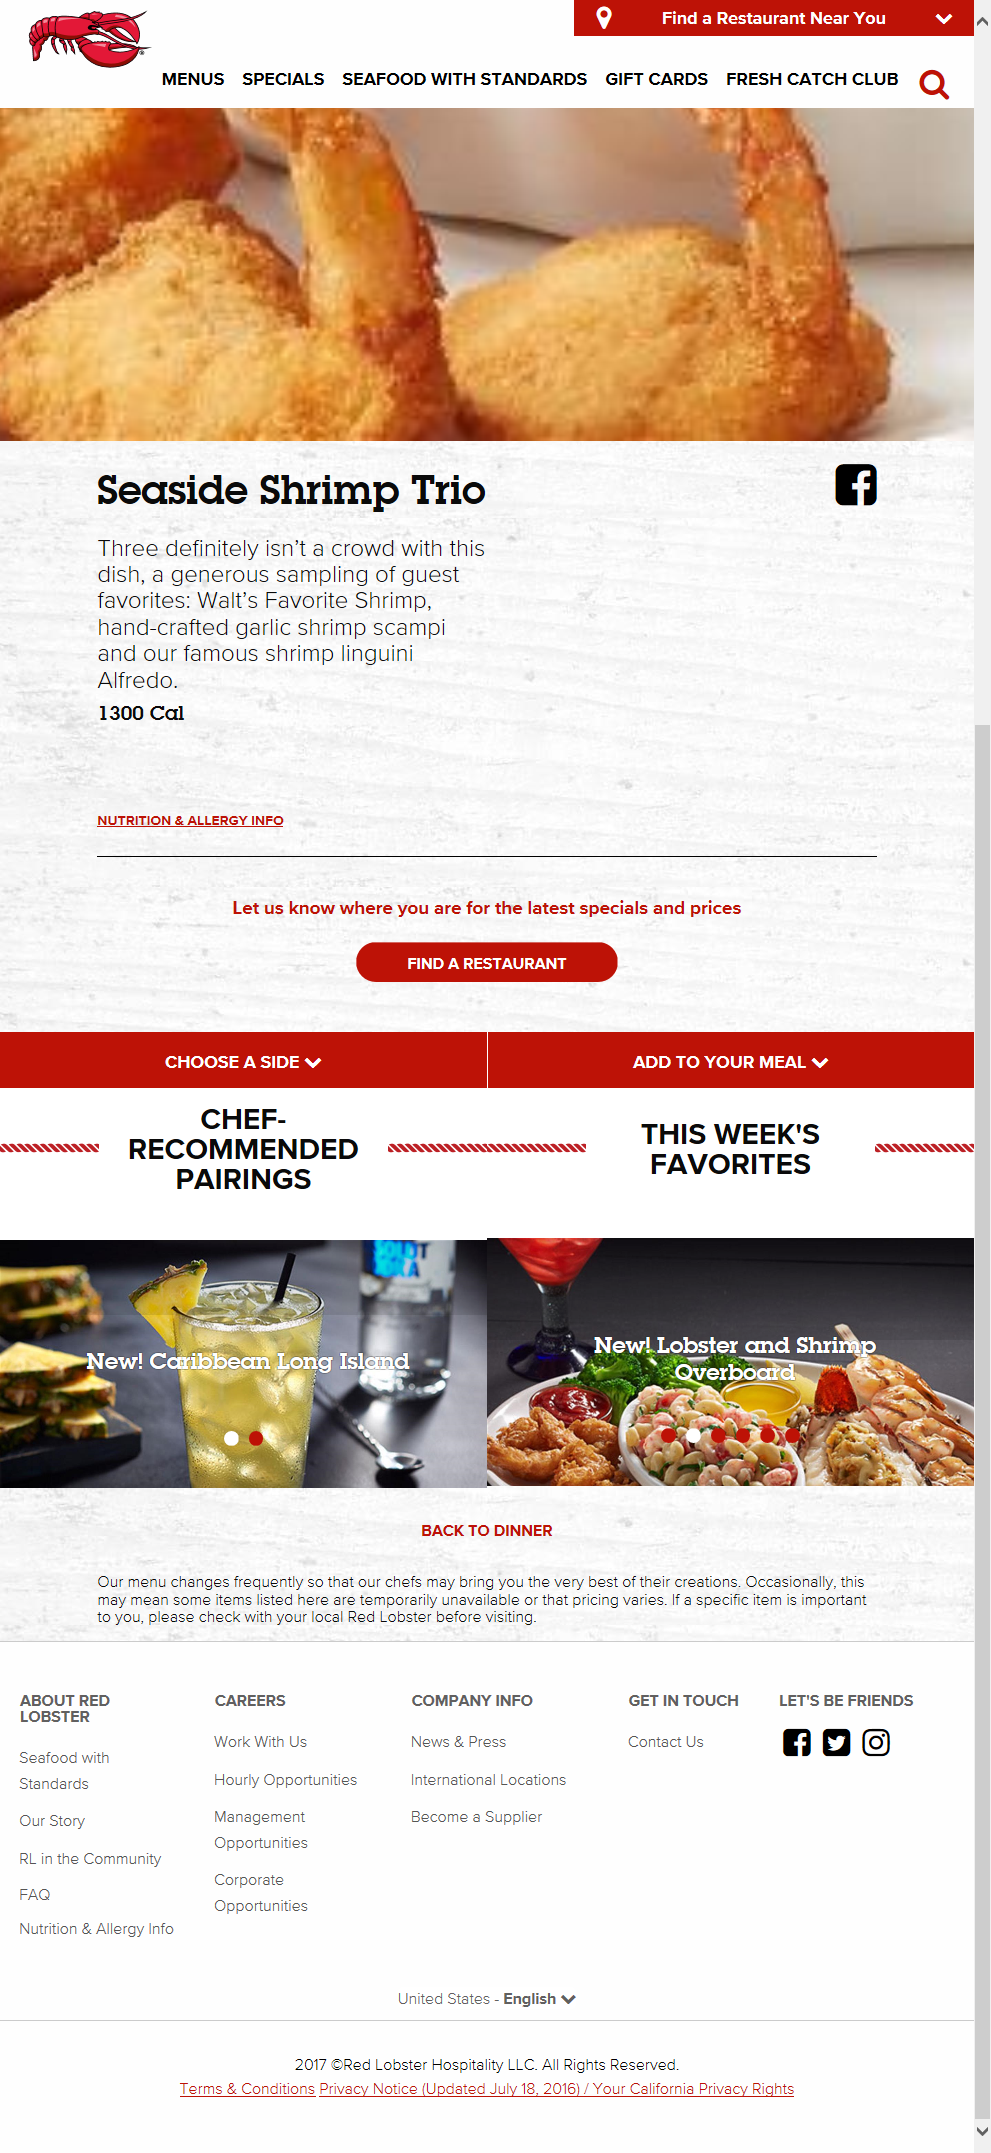 Find a Restaurant Near You
MENUS SPECIALS SEAFOOD WITH STANDARDS GIFT CARDS FRESH CATCH CLUB
Seaside Shrimp Trio
Three definitely isn’t a crowd with this
dish, a generous sampling of guest
favorites: Walt’s Favorite Shrimp,
hand-crafted garlic shrimp scampi
and our famous shrimp linguini
Alfredo.
1300 Cal
NUTRITION & ALLERGY INFO
Let us know where you are for the latest specials and prices
FIND A RESTAURANT
CHOOSE A SIDE
ADD TO YOUR MEAL
CHEF-
RECOMMENDED
PAIRINGS
THIS WEEK'S
FAVORITES
New! Caribbean Long Island
New! Lobster and Shrimp
Overboard
BACK TO DINNER
Our menu changes frequently so that our chefs may bring you the very best of their creations. Occasionally, this
may mean some items listed here are temporarily unavailable or that pricing varies. If a specific item is important
to you, please check with your local Red Lobster before visiting.
ABOUT RED
LOBSTER
Seafood with
Standards
Our Story
RL in the Community
FAQ
Nutrition & Allergy Info
CAREERS
Work With Us
Hourly Opportunities
Management
Opportunities
Corporate
Opportunities
COMPANY INFO
News & Press
International Locations
Become a Supplier
GET IN TOUCH
Contact Us
LET'S BE FRIENDS
United States - English
2017 ©Red Lobster Hospitality LLC. All Rights Reserved.
Terms & Conditions Privacy Notice (Updated July 18, 2016) / Your California Privacy Rights